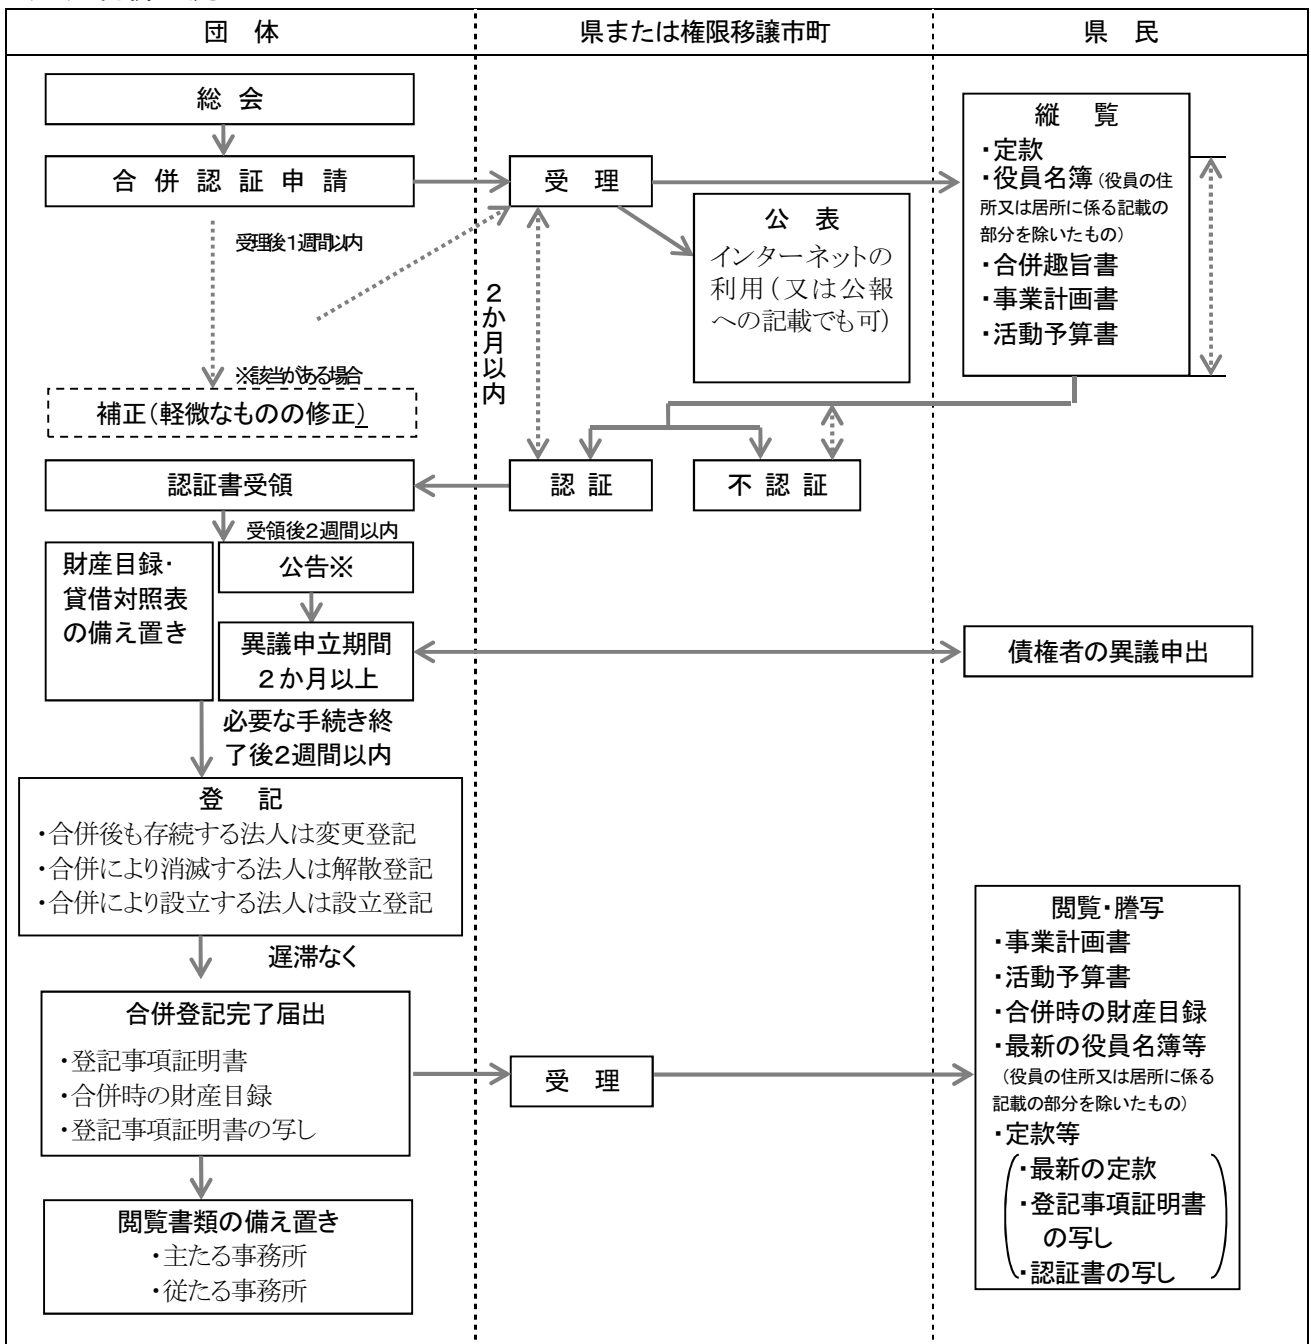 団　体
県または権限移譲市町
県　民
総 会
合 併 認 証 申 請
受　理
縦　覧
・定款
・役員名簿（役員の住
所又は居所に係る記載の
部分を除いたもの）
・合併趣旨書
・事業計画書
・活動予算書
公　表
インターネットの
利用（又は公報
への記載でも可）
受理後１週間以内
２か月以内
※該当がある場合
補正（軽微なものの修正）
認証書受領
認 証
不 認 証
受領後２週間以内
財産目録・
貸借対照表
の備え置き
公告※
異議申立期間
２か月以上
債権者の異議申出
必要な手続き終
了後２週間以内
登　記
・合併後も存続する法人は変更登記
・合併により消滅する法人は解散登記
・合併により設立する法人は設立登記
遅滞なく
合併登記完了届出
・登記事項証明書
・合併時の財産目録
・登記事項証明書の写し
受　理
閲覧・謄写
・事業計画書
・活動予算書
・合併時の財産目録
・最新の役員名簿等
（役員の住所又は居所に係る
記載の部分を除いたもの）
・定款等
・最新の定款
・登記事項証明書
の写し
・認証書の写し
閲覧書類の備え置き
・主たる事務所
・従たる事務所